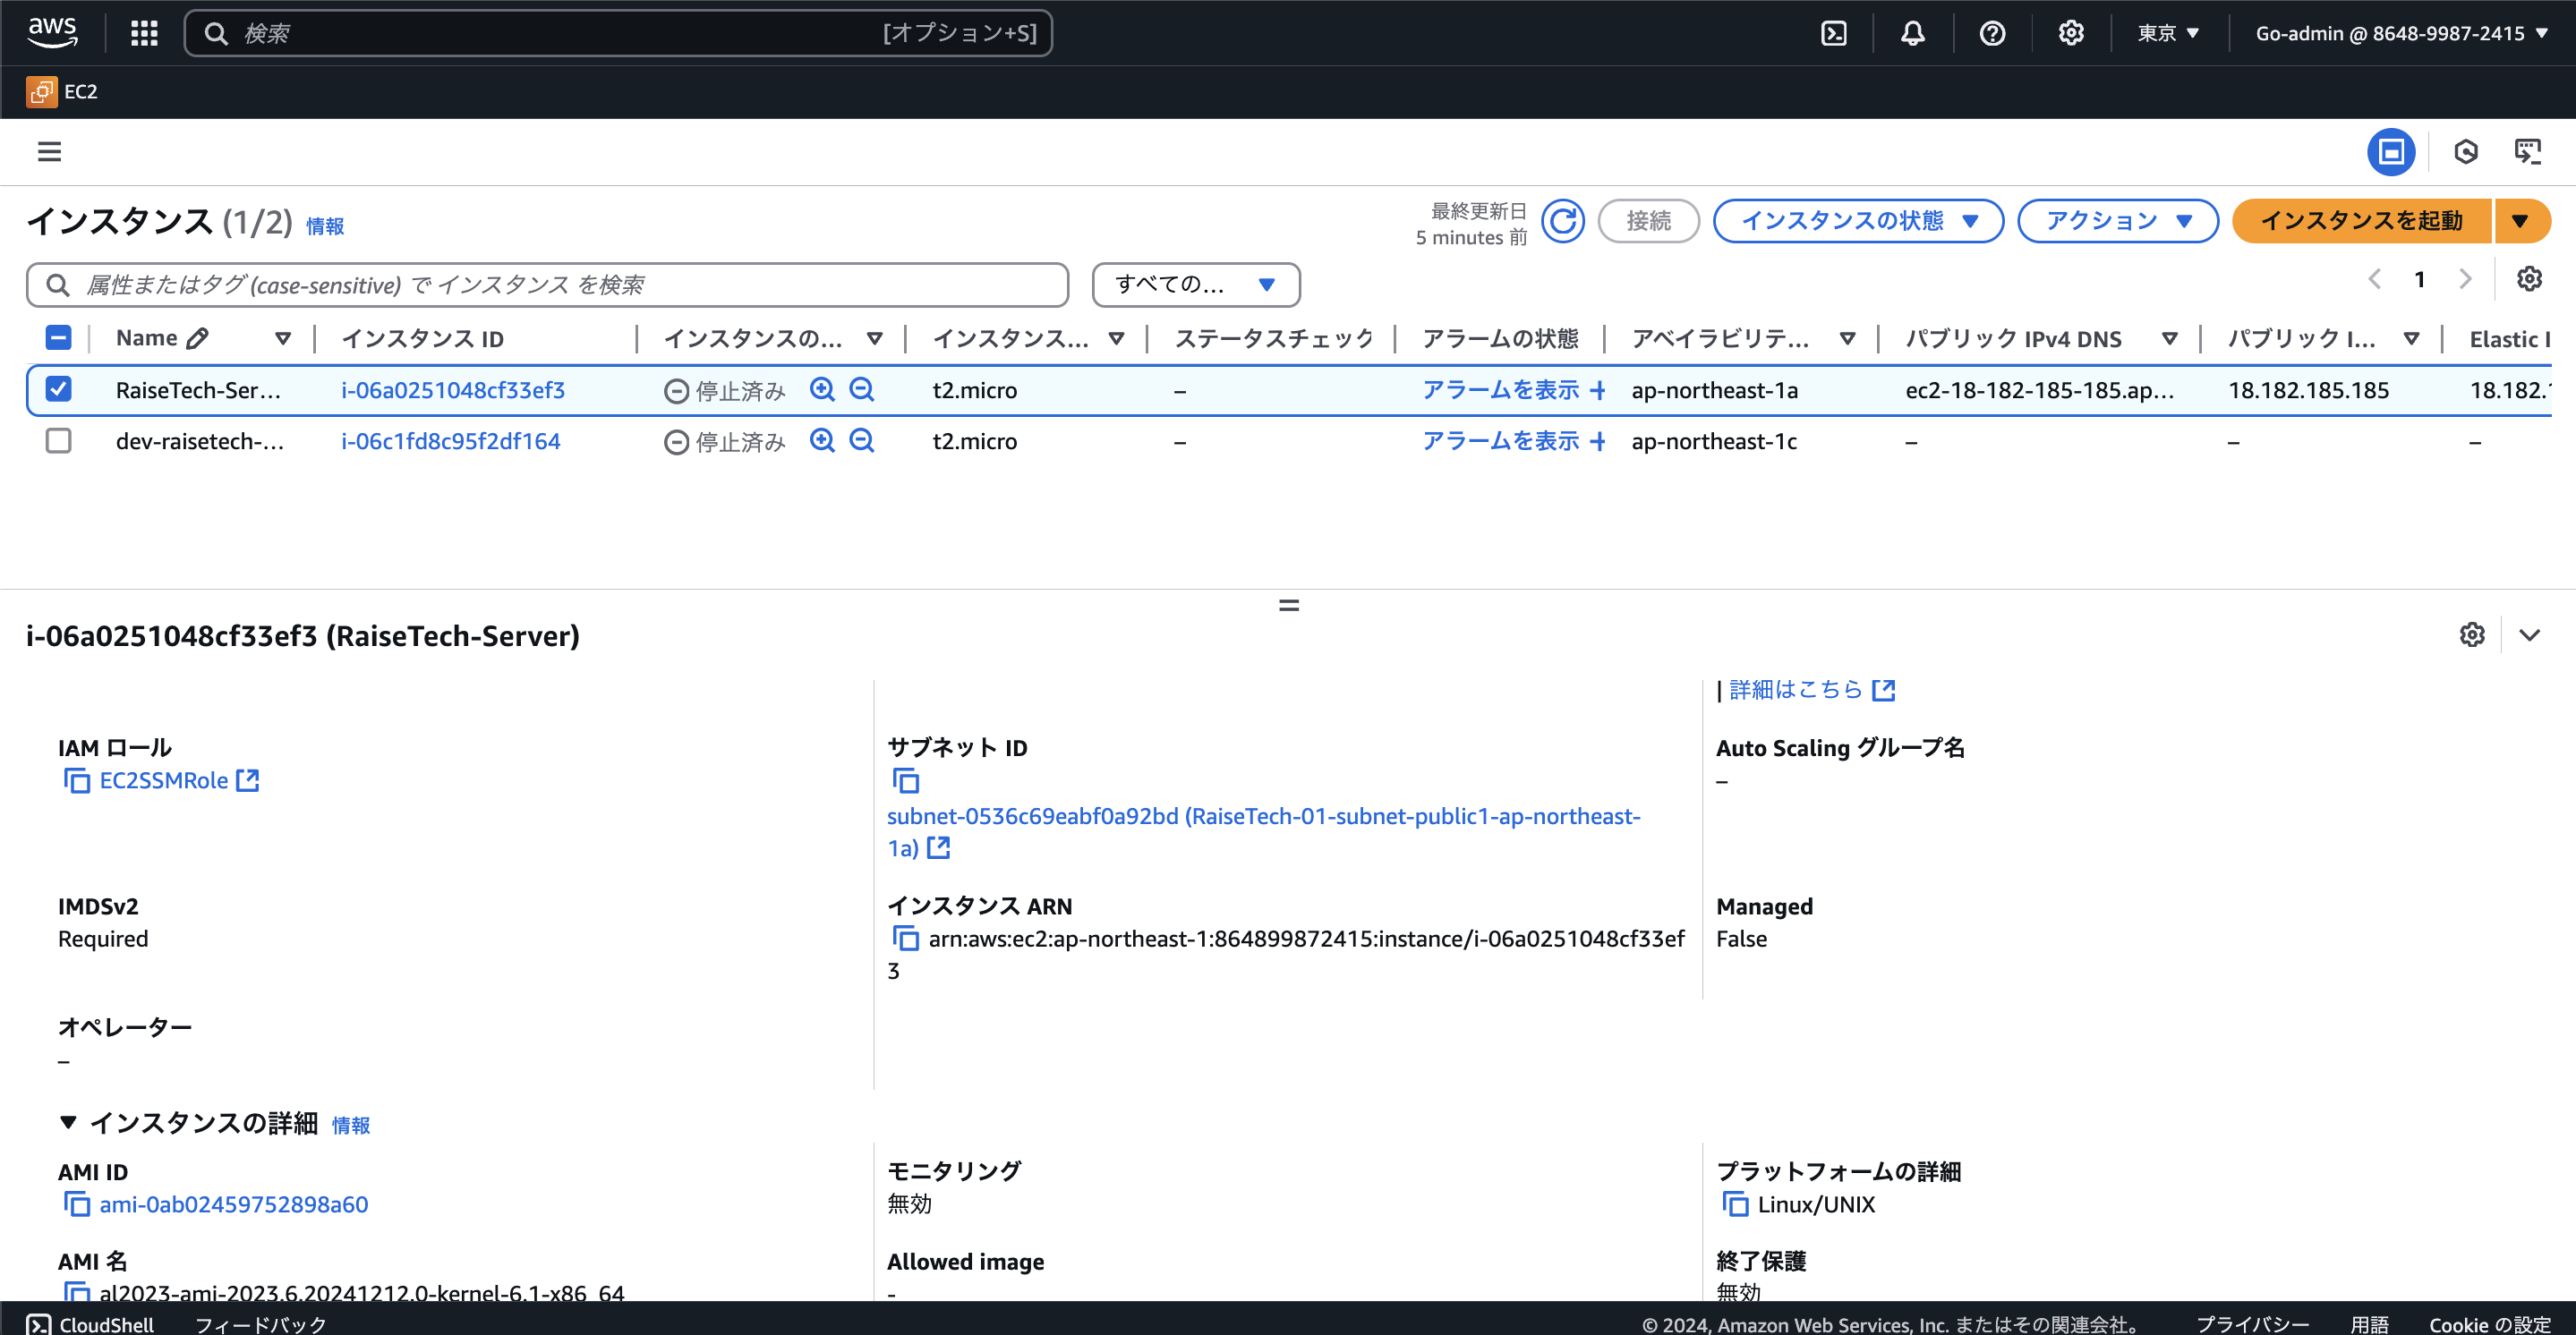 aws
検索
[オプション+S]
東京 ▼
Go-admin @ 8648-9987-2415 ▼
EC2
インスタンス (1/2) 情報
最終更新日
5 minutes 前
接続
インスタンスの状態 ▼
アクション ▼
インスタンスを起動 ▼
属性またはタグ (case-sensitive) で インスタンス を検索
すべての... ▼
1
Name インスタンス ID インスタンスの... インスタンス... ステータスチェック アラームの状態 アベイラビリテ... パブリック IPv4 DNS パブリック I... Elastic I
RaiseTech-Ser... i-06a0251048cf33ef3 停止済み t2.micro – アラームを表示 + ap-northeast-1a ec2-18-182-185-185.ap... 18.182.185.185 18.182.1
dev-raisetech-... i-06c1fd8c95f2df164 停止済み t2.micro – アラームを表示 + ap-northeast-1c – – –
i-06a0251048cf33ef3 (RaiseTech-Server)
| 詳細はこちら
IAM ロール
EC2SSMRole
サブネット ID
subnet-0536c69eabf0a92bd (RaiseTech-01-subnet-public1-ap-northeast-
1a)
Auto Scaling グループ名
–
IMDSv2
Required
インスタンス ARN
arn:aws:ec2:ap-northeast-1:864899872415:instance/i-06a0251048cf33ef
3
Managed
False
オペレーター
–
▼ インスタンスの詳細 情報
AMI ID
ami-0ab02459752898a60
モニタリング
無効
プラットフォームの詳細
Linux/UNIX
AMI 名
al2023-ami-2023.6.20241212.0-kernel-6.1-x86_64
Allowed image
-
終了保護
無効
CloudShell フィードバック © 2024, Amazon Web Services, Inc. またはその関連会社。 プライバシー 用語 Cookie の設定